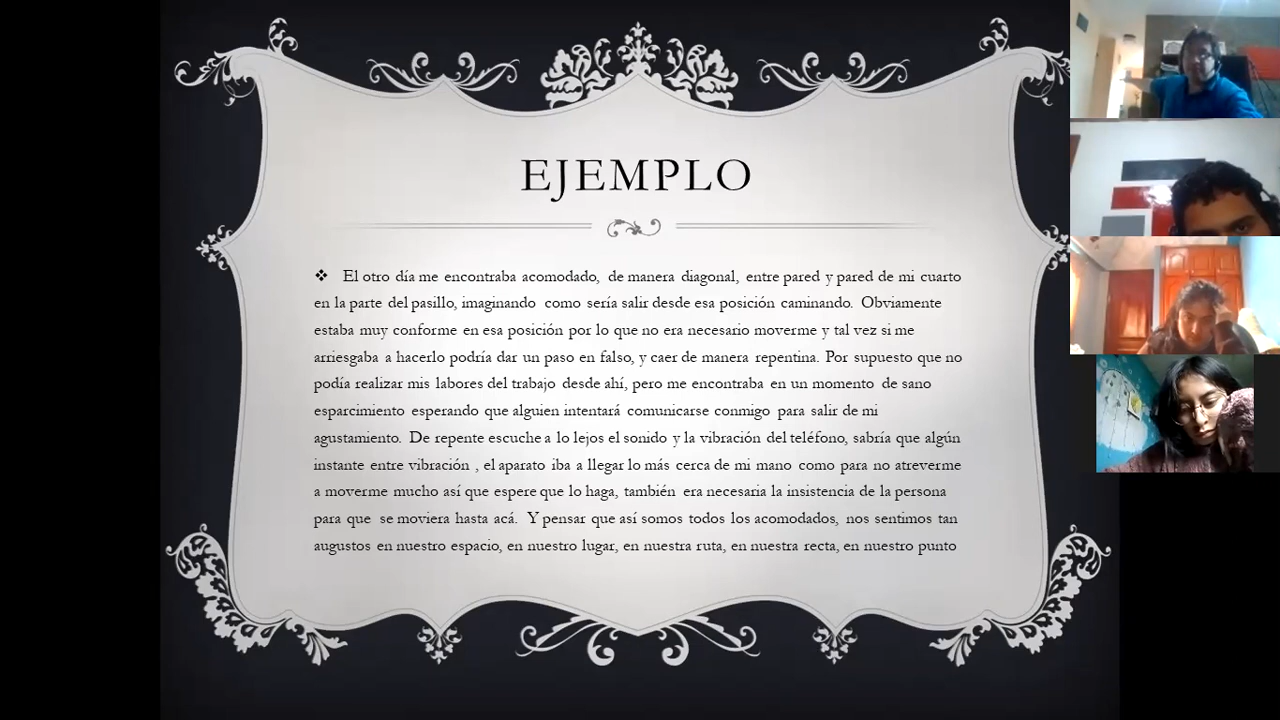 EJEMPLO
❖ El otro día me encontraba acomodado, de manera diagonal, entre pared y pared de mi cuarto
en la parte del pasillo, imaginando como sería salir desde esa posición caminando. Obviamente
estaba muy conforme en esa posición por lo que no era necesario moverme y tal vez si me
arriesgaba a hacerlo podría dar un paso en falso, y caer de manera repentina. Por supuesto que no
podía realizar mis labores del trabajo desde ahí, pero me encontraba en un momento de sano
esparcimiento esperando que alguien intentará comunicarse conmigo para salir de mi
agustamiento. De repente escuche a lo lejos el sonido y la vibración del teléfono, sabría que algún
instante entre vibración , el aparato iba a llegar lo más cerca de mi mano como para no atreverme
a moverme mucho así que espere que lo haga, también era necesaria la insistencia de la persona
para que se moviera hasta acá. Y pensar que así somos todos los acomodados, nos sentimos tan
augustos en nuestro espacio, en nuestro lugar, en nuestra ruta, en nuestra recta, en nuestro punto